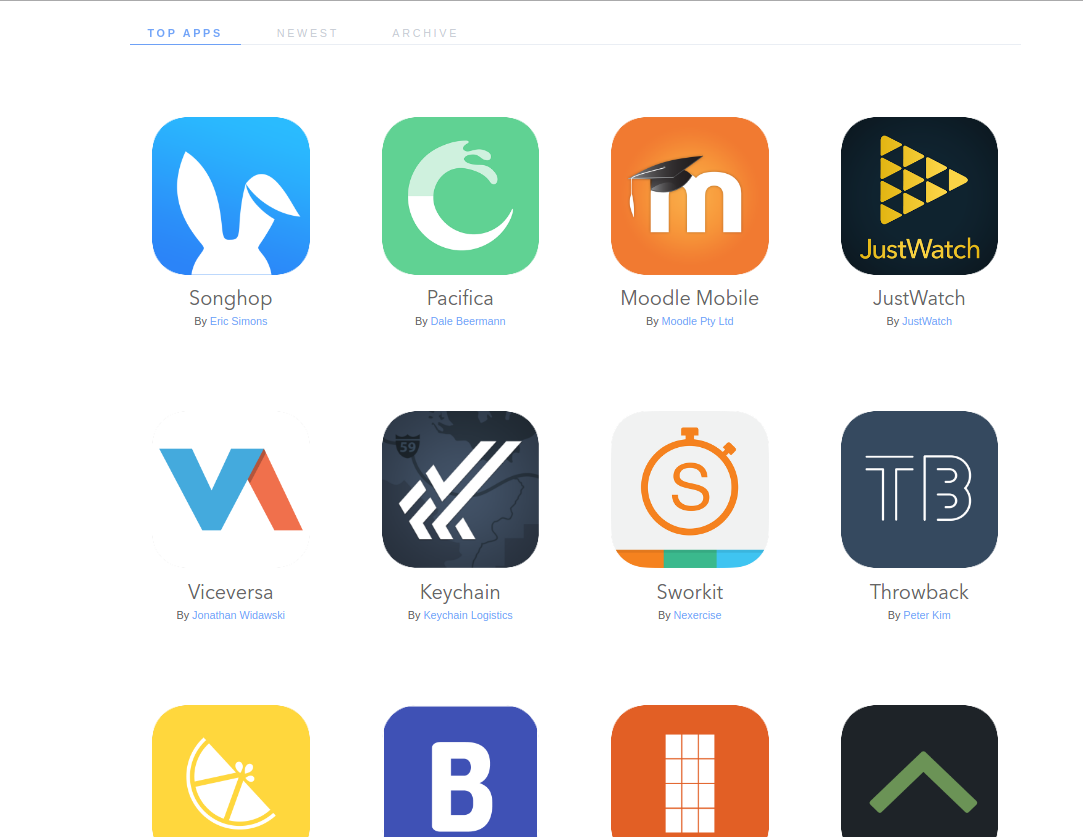 TOP APPS NEWEST ARCHIVE
m JustWatch
Songhop Pacifica Moodle Mobile JustWatch
By Eric Simons By Dale Beermann By Moodle Pty Ltd By JustWatch
59 S TB
Viceversa Keychain Sworkit Throwback
By Jonathan Widawski By Keychain Logistics By Nexercise By Peter Kim
B